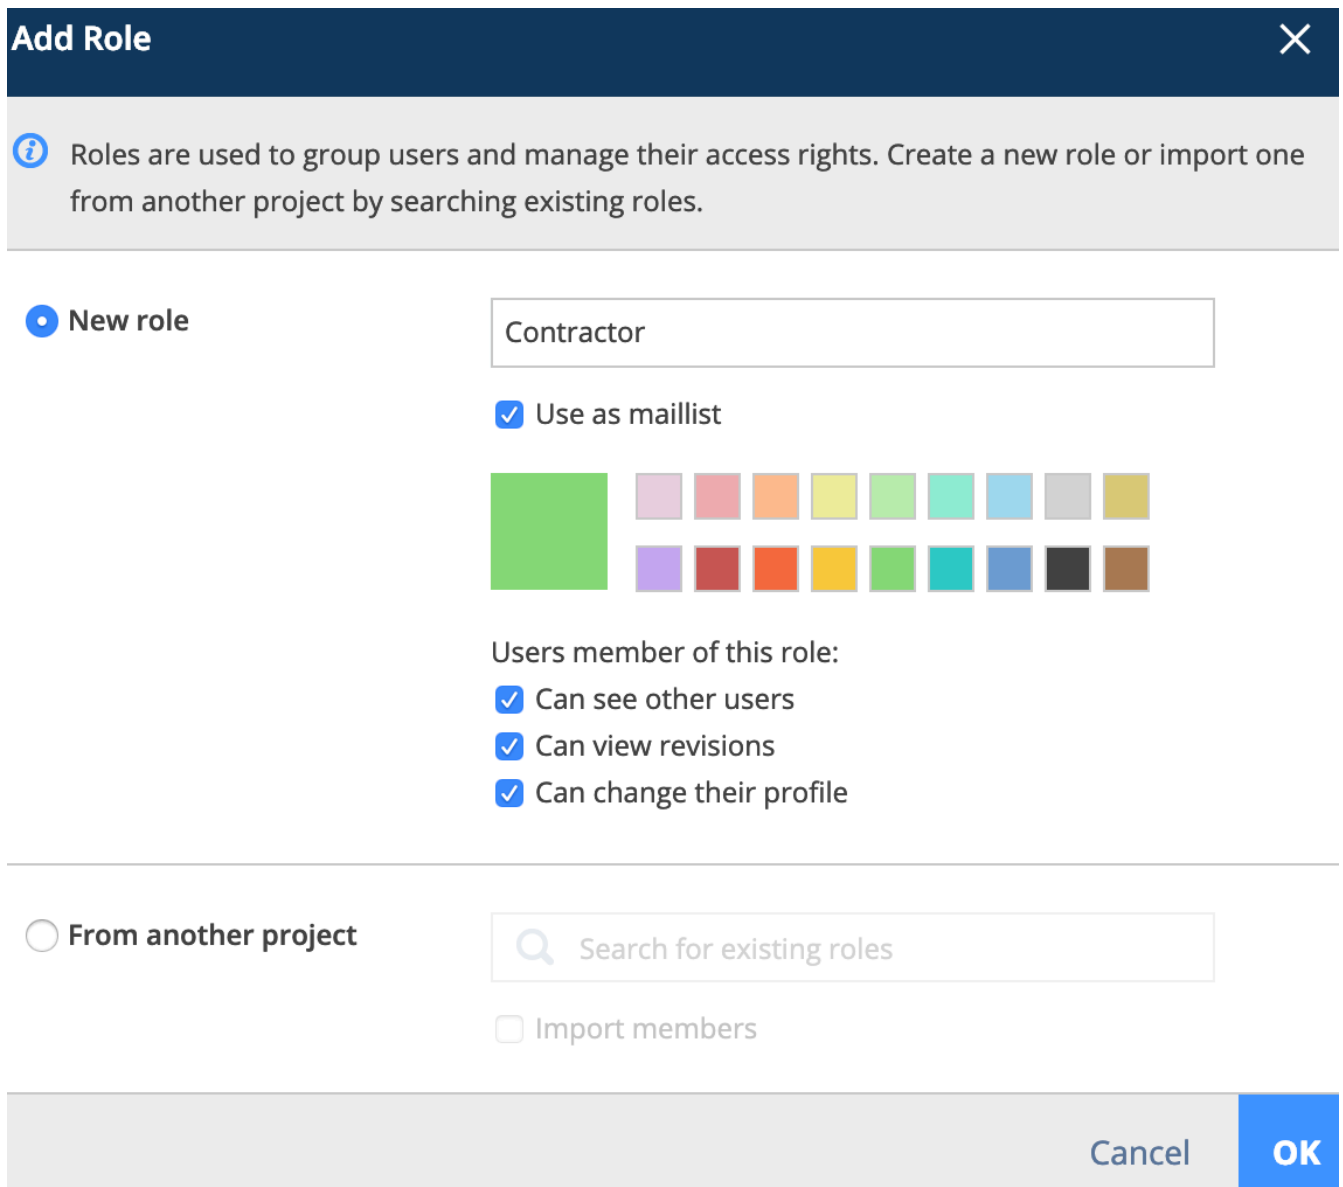 Add Role
Roles are used to group users and manage their access rights. Create a new role or import one
from another project by searching existing roles.
New role
Contractor
Use as maillist
Users member of this role:
Can see other users
Can view revisions
Can change their profile
From another project
Search for existing roles
Import members
Cancel
OK